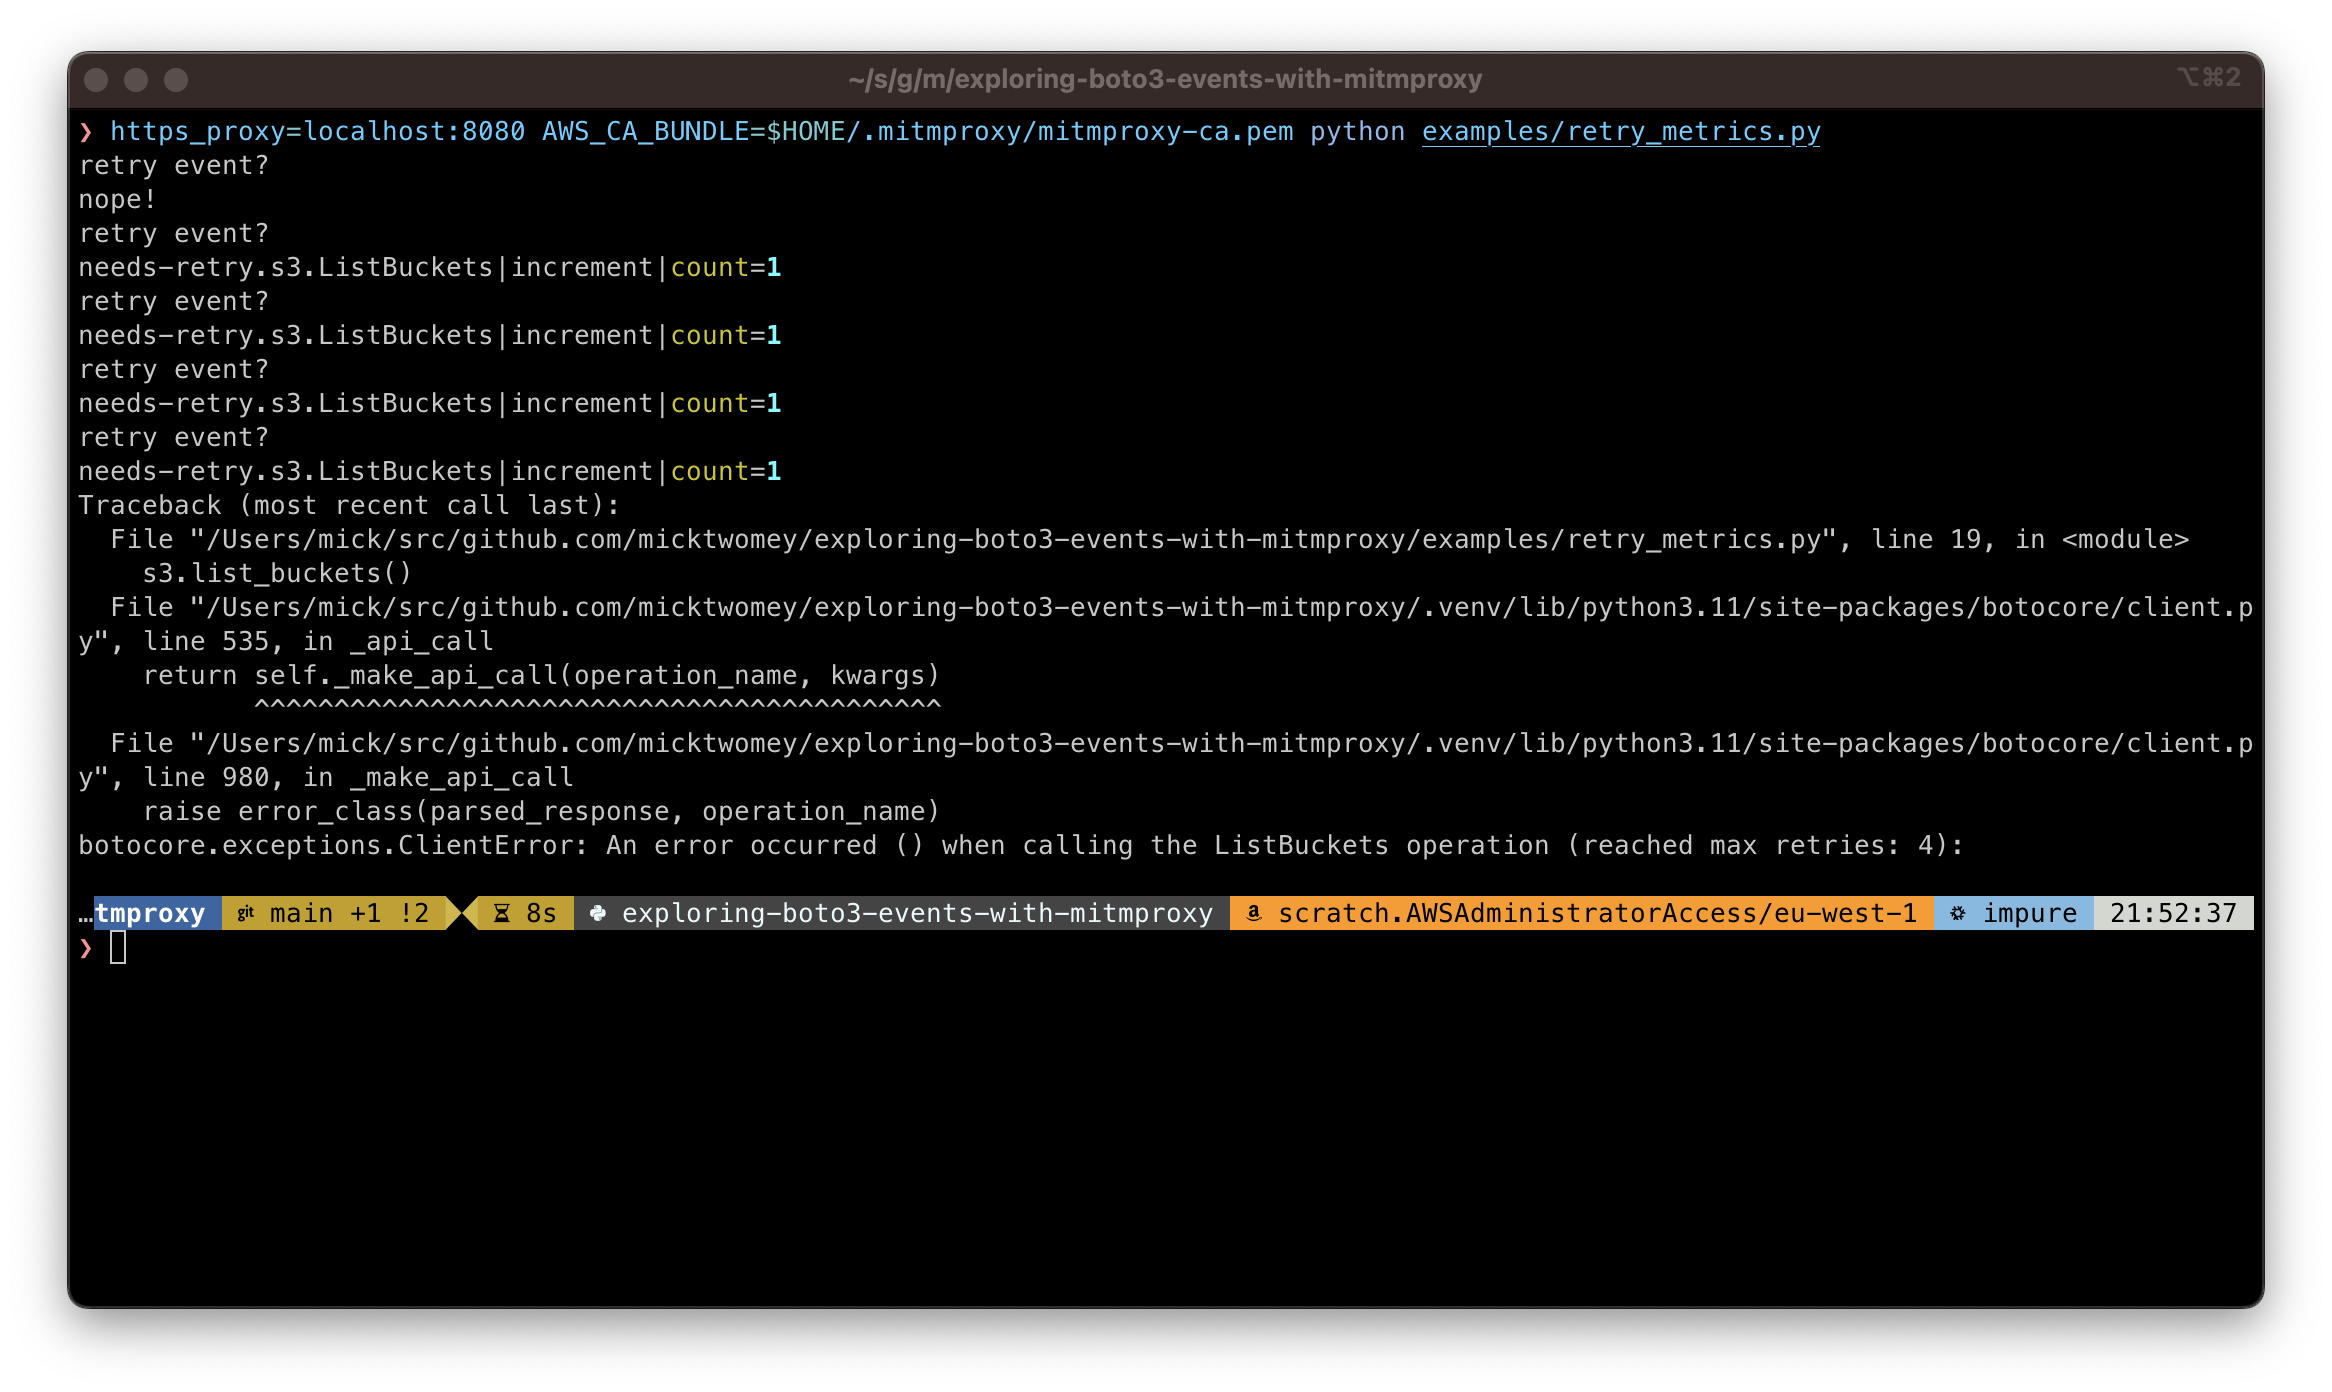 ~/s/g/m/exploring-boto3-events-with-mitmproxy ⌥⌘2
❯ https_proxy=localhost:8080 AWS_CA_BUNDLE=$HOME/.mitmproxy/mitmproxy-ca.pem python examples/retry_metrics.py
retry event?
nope!
retry event?
needs-retry.s3.ListBuckets|increment|count=1
retry event?
needs-retry.s3.ListBuckets|increment|count=1
retry event?
needs-retry.s3.ListBuckets|increment|count=1
retry event?
needs-retry.s3.ListBuckets|increment|count=1
Traceback (most recent call last):
  File "/Users/mick/src/github.com/micktwomey/exploring-boto3-events-with-mitmproxy/examples/retry_metrics.py", line 19, in <module>
    s3.list_buckets()
  File "/Users/mick/src/github.com/micktwomey/exploring-boto3-events-with-mitmproxy/.venv/lib/python3.11/site-packages/botocore/client.p
y", line 535, in _api_call
    return self._make_api_call(operation_name, kwargs)
           ^^^^^^^^^^^^^^^^^^^^^^^^^^^^^^^^^^^^^^^^^^^
  File "/Users/mick/src/github.com/micktwomey/exploring-boto3-events-with-mitmproxy/.venv/lib/python3.11/site-packages/botocore/client.p
y", line 980, in _make_api_call
    raise error_class(parsed_response, operation_name)
botocore.exceptions.ClientError: An error occurred () when calling the ListBuckets operation (reached max retries: 4):
…tmproxy git main +1 !2 8s exploring-boto3-events-with-mitmproxy a scratch.AWSAdministratorAccess/eu-west-1 impure 21:52:37
❯